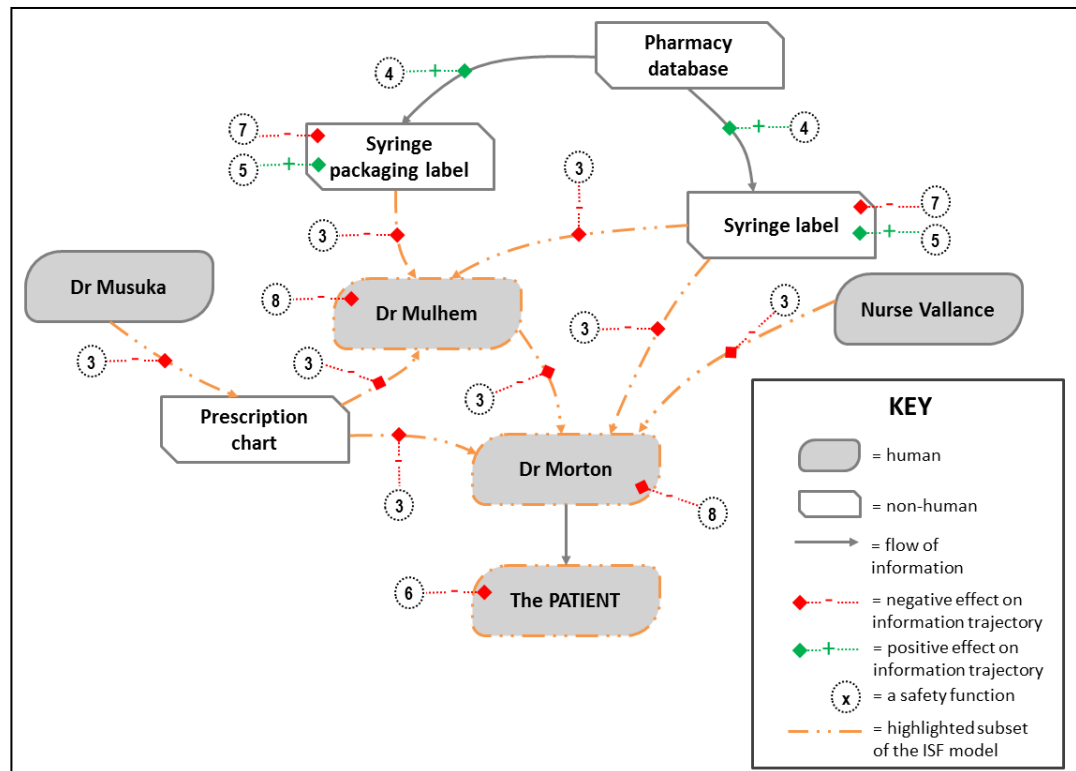 Pharmacy
database
4
+
+
4
7
-
5
+
Syringe
packaging label
3
-
Syringe label
-
7
+
5
3
-
8
-
Dr Musuka
Dr Mulhem
3
-
-
3
Nurse Vallance
3
-
3
-
3
-
Prescription
chart
-
3
Dr Morton
-
8
6
-
The PATIENT
KEY
= human
= non-human
= flow of
information
-
= negative effect on
information trajectory
+
= positive effect on
information trajectory
x
= a safety function
= highlighted subset
of the ISF model